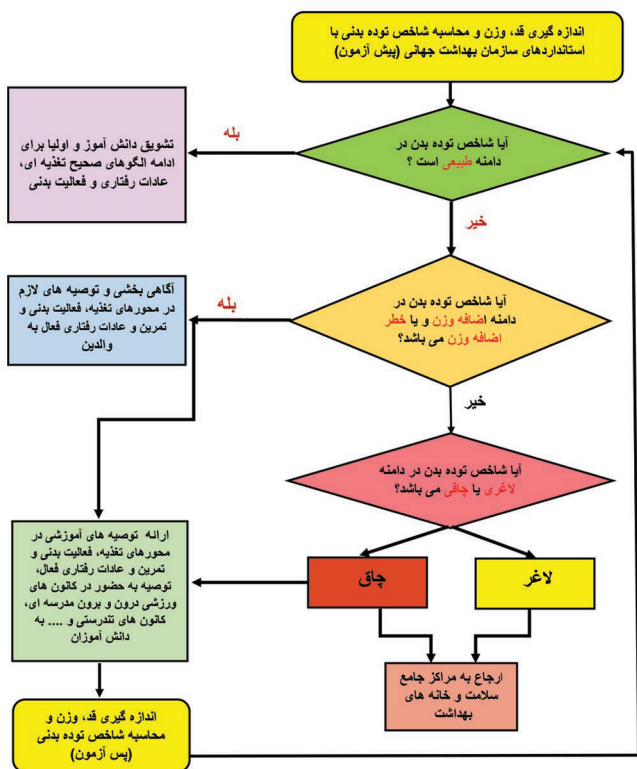 اندازه گیری قد، وزن و محاسبه شاخص توده بدنی با
استانداردهای سازمان بهداشت جهانی (پیش آزمون)
آیا شاخص توده بدن در
دامنه طبیعی است ؟
بله
تشویق دانش آموز و اولیا برای
ادامه الگوهای صحیح تغذیه ای،
عادات رفتاری و فعالیت بدنی
خیر
آیا شاخص توده بدن در
دامنه اضافه وزن و یا خطر
اضافه وزن می باشد؟
بله
آگاهی بخشی و توصیه های لازم
در محورهای تغذیه، فعالیت بدنی و
تمرین و عادات رفتاری فعال به
والدین
خیر
آیا شاخص توده بدن در دامنه
لاغری یا چاقی می باشد؟
لاغر
چاق
ارائه توصیه های آموزشی در
محورهای تغذیه، فعالیت بدنی و
تمرین و عادات رفتاری فعال،
توصیه به حضور در کانون های
ورزشی درون و برون مدرسه ای،
کانون های تندرستی و .... به
دانش آموزان
ارجاع به مراکز جامع
سلامت و خانه های
بهداشت
اندازه گیری قد، وزن و
محاسبه شاخص توده بدنی
(پس آزمون)